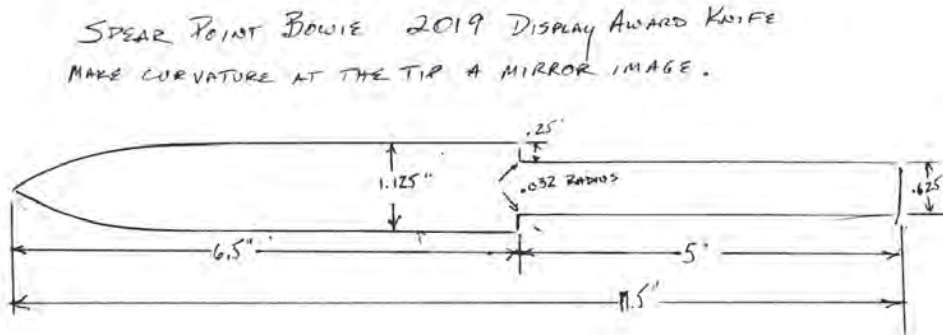 SPEAR POINT BOWIE 2019 DISPLAY AWARD KNIFE
MAKE CURVATURE AT THE TIP A MIRROR IMAGE.
.25"
1.125"
.032 RADIUS
.625
6.5"
5"
11.5"